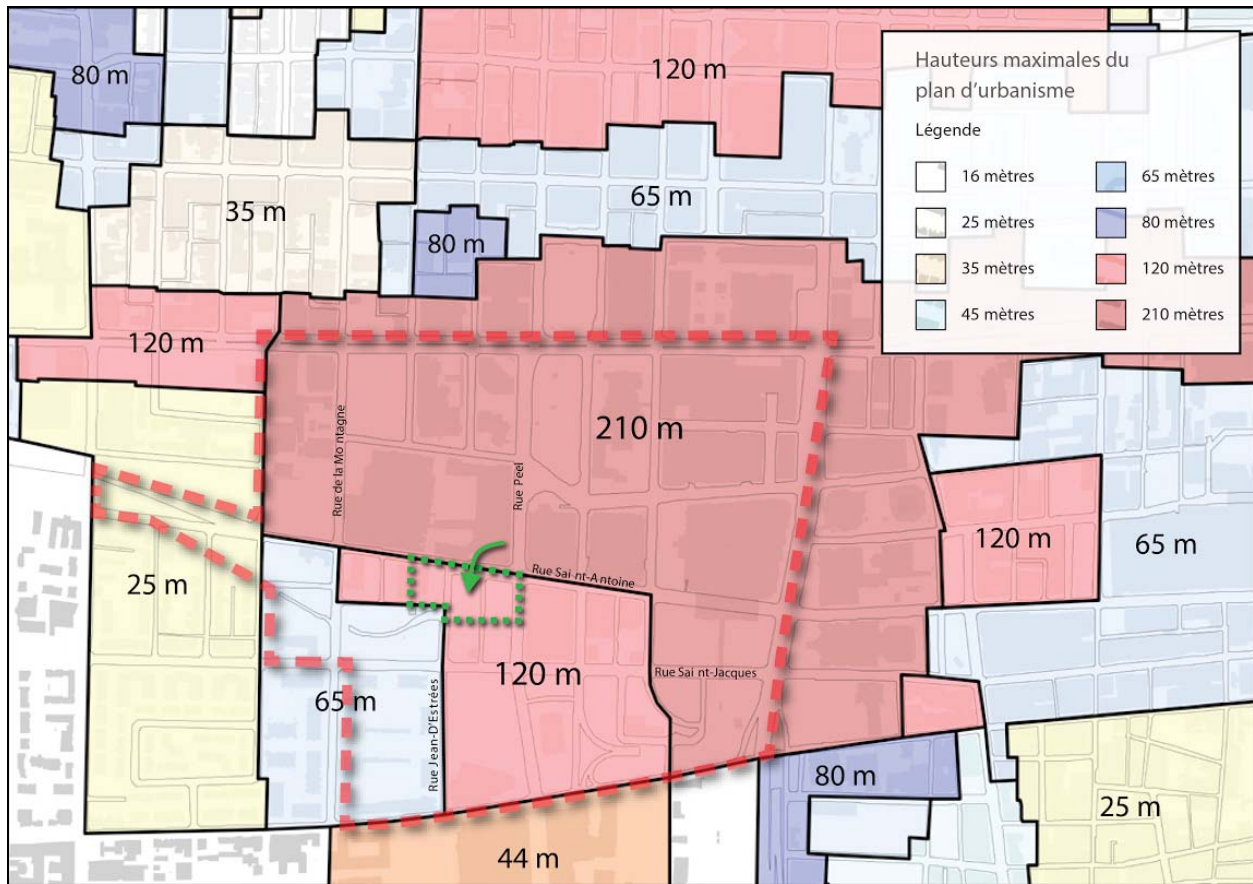 80 m
120 m
Hauteurs maximales du
plan d'urbanisme
Légende
16 mètres
65 mètres
25 mètres
80 mètres
35 mètres
120 mètres
45 mètres
210 mètres
35 m
65 m
80 m
120 m
210 m
Rue de la Montagne
Rue Peel
120 m
65 m
25 m
Rue Saint-Antoine
120 m
Rue Saint-Jacques
65 m
Rue Jean-D'Estrées
80 m
25 m
44 m